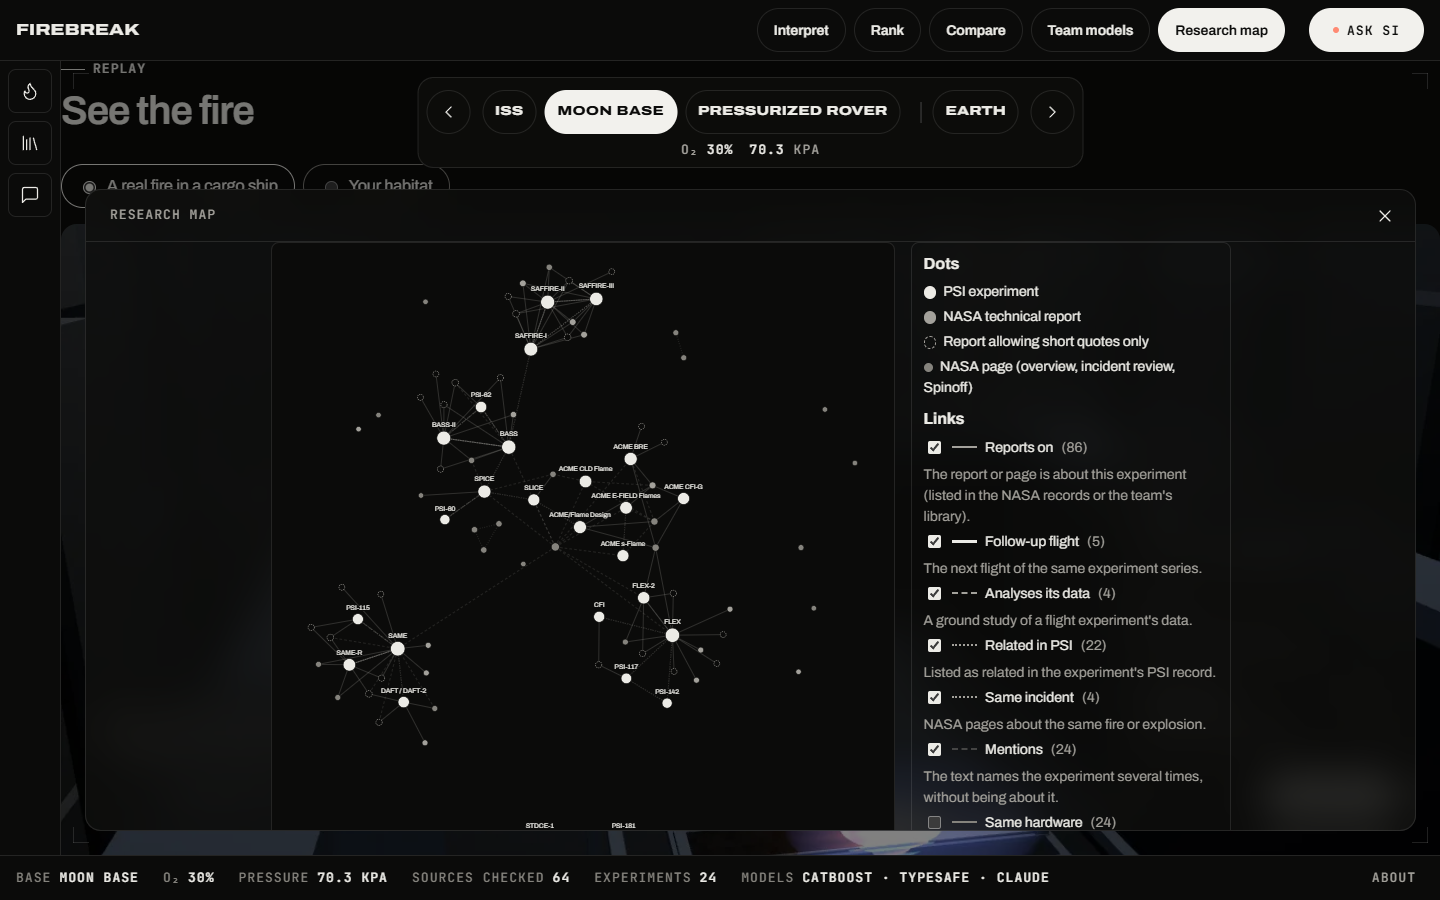 FIREBREAK
Interpret
Rank
Compare
Team models
Research map
ASK SI
REPLAY
See the fire
ISS
MOON BASE
PRESSURIZED ROVER
EARTH
O₂ 30% 70.3 KPA
A real fire in a cargo ship
Your habitat
RESEARCH MAP
SAFFIRE-II
SAFFIRE-III
SAFFIRE-I
PSI-62
BASS-II
BASS
ACME BRE
ACME CLD Flame
SPICE
SLICE
ACME E-FIELD Flames
ACME CFI-G
PSI-60
ACME/Flame Design
ACME s-Flame
FLEX-2
CFI
FLEX
PSI-115
SAME
SAME-R
PSI-117
DAFT / DAFT-2
PSI-142
STDCE-1
PSI-181
Dots
PSI experiment
NASA technical report
Report allowing short quotes only
NASA page (overview, incident review,
Spinoff)
Links
Reports on (86)
The report or page is about this experiment
(listed in the NASA records or the team's
library).
Follow-up flight (5)
The next flight of the same experiment series.
Analyses its data (4)
A ground study of a flight experiment's data.
Related in PSI (22)
Listed as related in the experiment's PSI record.
Same incident (4)
NASA pages about the same fire or explosion.
Mentions (24)
The text names the experiment several times,
without being about it.
Same hardware (24)
BASE MOON BASE O₂ 30% PRESSURE 70.3 KPA SOURCES CHECKED 64 EXPERIMENTS 24 MODELS CATBOOST · TYPESAFE · CLAUDE
ABOUT